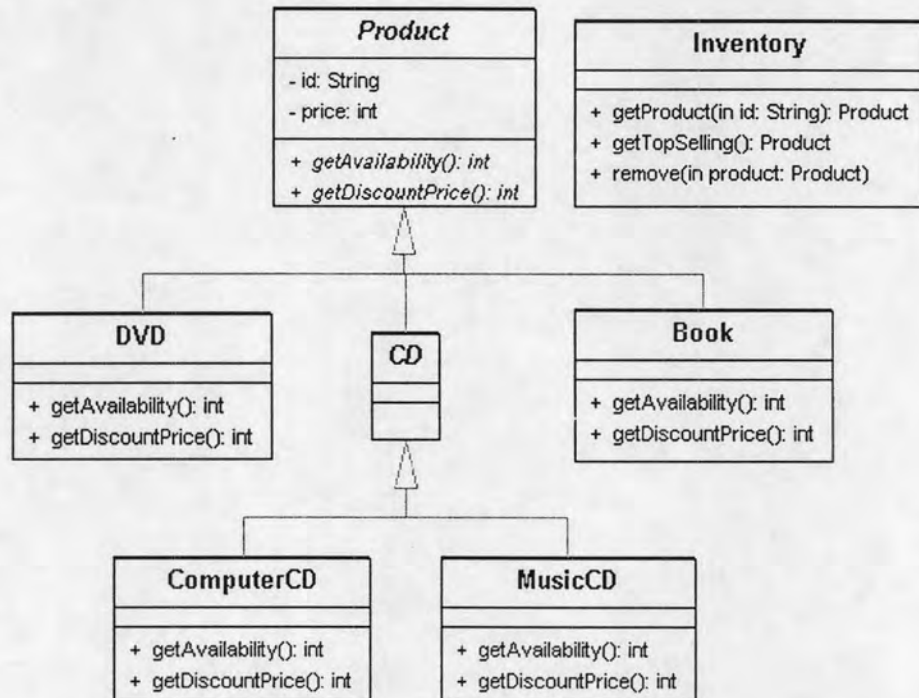 Product
- id: String
- price: int
+ getAvailability(): int
+ getDiscountPrice(): int
Inventory
+ getProduct(in id: String): Product
+ getTopSelling(): Product
+ remove(in product: Product)
DVD
+ getAvailability(): int
+ getDiscountPrice(): int
CD
Book
+ getAvailability(): int
+ getDiscountPrice(): int
ComputerCD
+ getAvailability(): int
+ getDiscountPrice(): int
MusicCD
+ getAvailability(): int
+ getDiscountPrice(): int